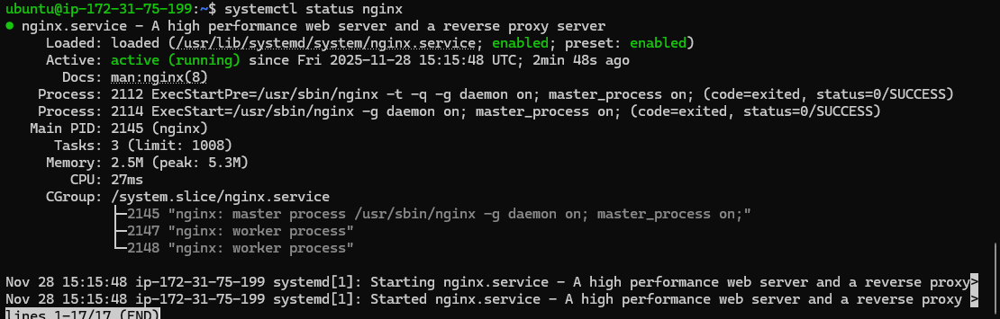 ubuntu@ip-172-31-75-199:~$ systemctl status nginx
● nginx.service - A high performance web server and a reverse proxy server
     Loaded: loaded (/usr/lib/systemd/system/nginx.service; enabled; preset: enabled)
     Active: active (running) since Fri 2025-11-28 15:15:48 UTC; 2min 48s ago
       Docs: man:nginx(8)
    Process: 2112 ExecStartPre=/usr/sbin/nginx -t -q -g daemon on; master_process on; (code=exited, status=0/SUCCESS)
    Process: 2114 ExecStart=/usr/sbin/nginx -g daemon on; master_process on; (code=exited, status=0/SUCCESS)
   Main PID: 2145 (nginx)
      Tasks: 3 (limit: 1008)
     Memory: 2.5M (peak: 5.3M)
        CPU: 27ms
     CGroup: /system.slice/nginx.service
             ├─2145 "nginx: master process /usr/sbin/nginx -g daemon on; master_process on;"
             ├─2147 "nginx: worker process"
             └─2148 "nginx: worker process"

Nov 28 15:15:48 ip-172-31-75-199 systemd[1]: Starting nginx.service - A high performance web server and a reverse proxy>
Nov 28 15:15:48 ip-172-31-75-199 systemd[1]: Started nginx.service - A high performance web server and a reverse proxy >
lines 1-17/17 (END)